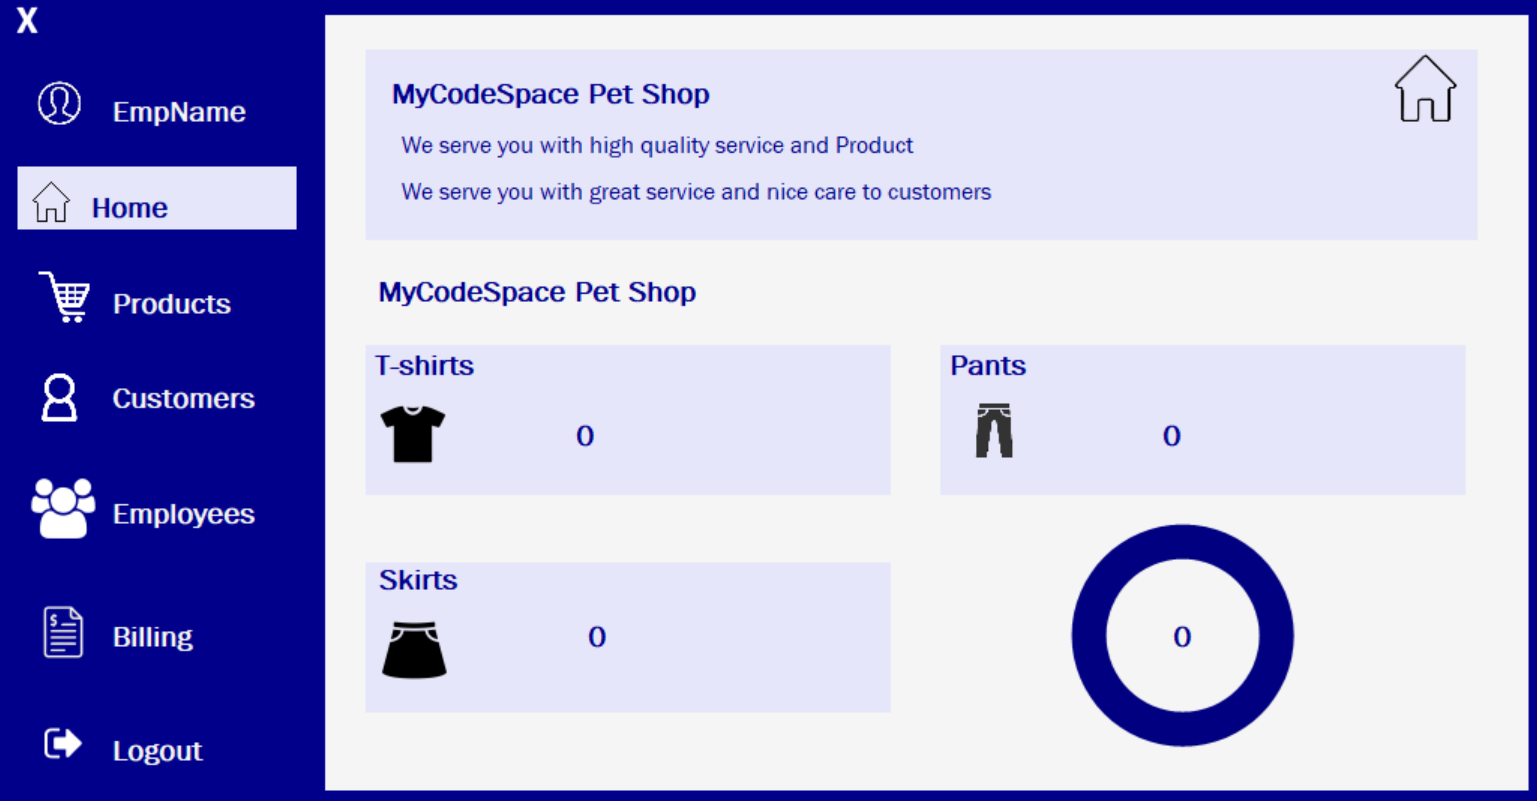 X
EmpName
Home
Products
Customers
Employees
Billing
Logout
MyCodeSpace Pet Shop
We serve you with high quality service and Product
We serve you with great service and nice care to customers
MyCodeSpace Pet Shop
T-shirts
0
Pants
0
Skirts
0
0
$